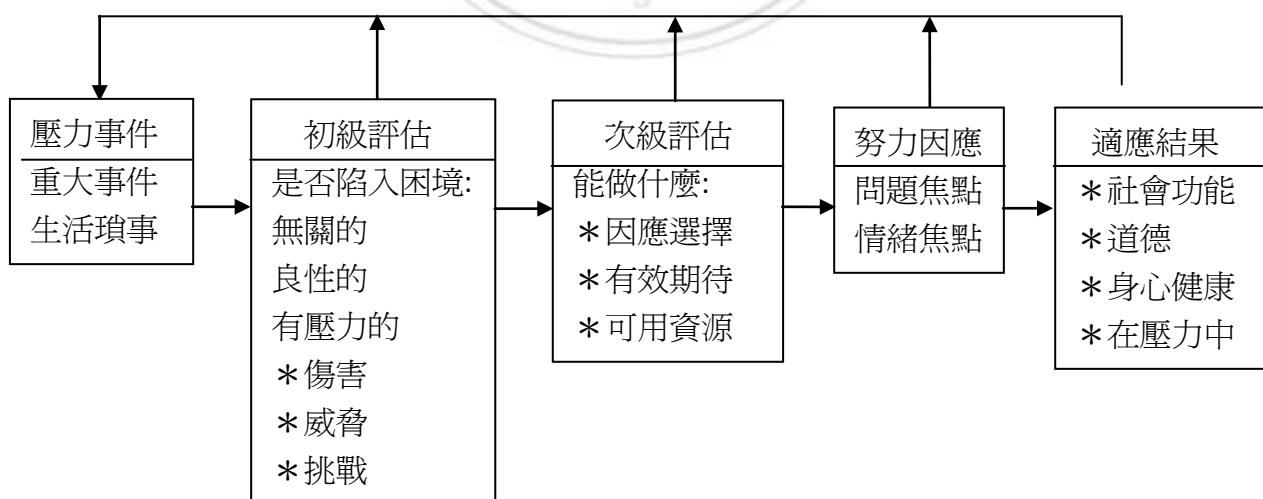 壓力事件
重大事件
生活瑣事
初級評估
是否陷入困境:
無關的
良性的
有壓力的
＊傷害
＊威脅
＊挑戰
次級評估
能做什麼:
＊因應選擇
＊有效期待
＊可用資源
努力因應
問題焦點
情緒焦點
適應結果
＊社會功能
＊道德
＊身心健康
＊在壓力中